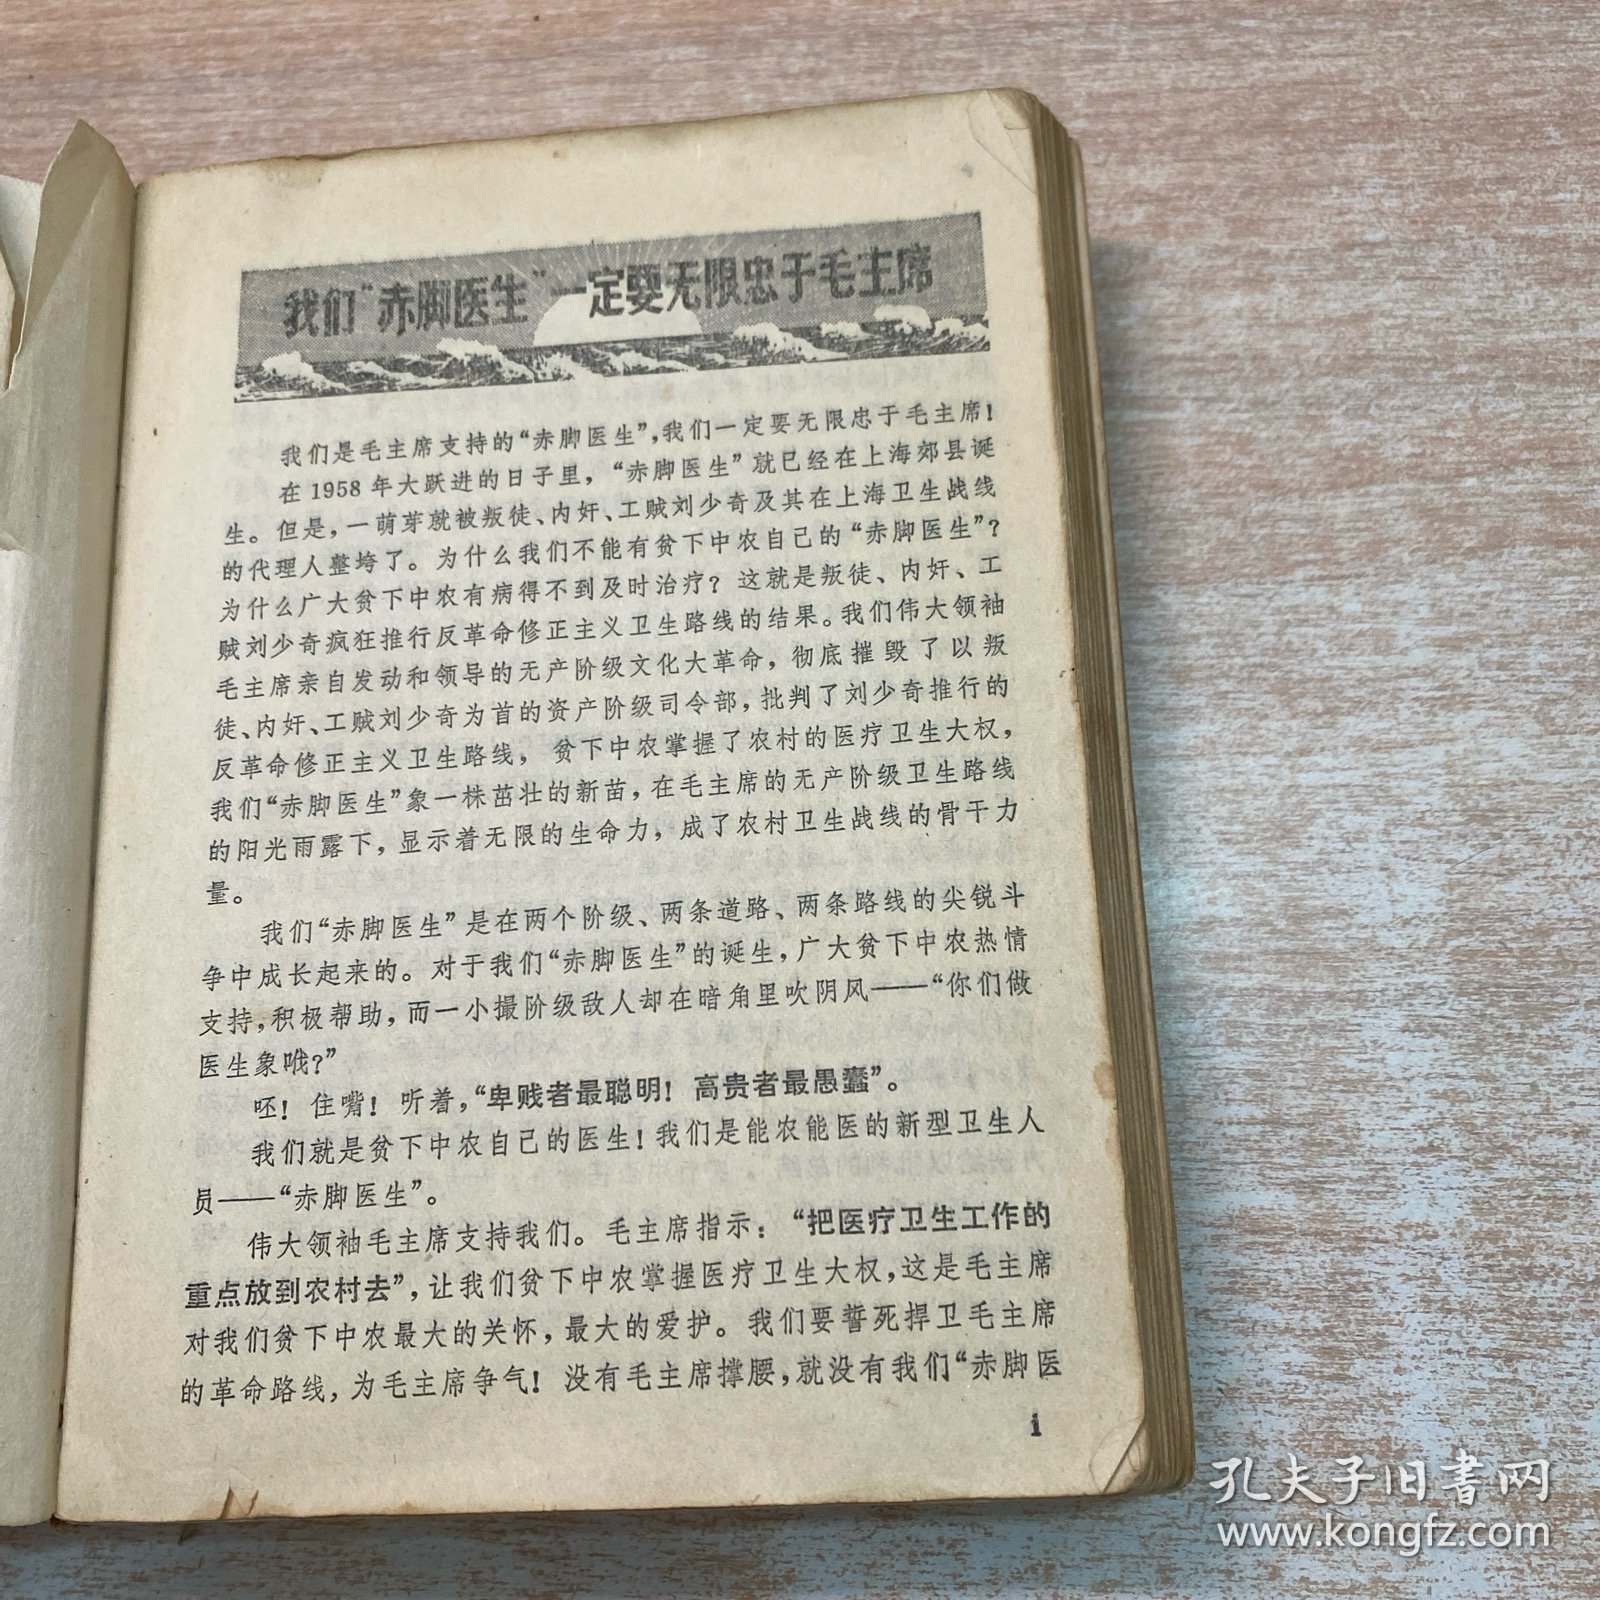 我们“赤脚医生”一定要无限忠于毛主席
我们是毛主席支持的“赤脚医生”，我们一定要无限忠于毛主席！
在1958年大跃进的日子里，“赤脚医生”就已经在上海郊县诞
生。但是，一萌芽就被叛徒、内奸、工贼刘少奇及其在上海卫生战线
的代理人整垮了。为什么我们不能有贫下中农自己的“赤脚医生”？
为什么广大贫下中农有病得不到及时治疗？这就是叛徒、内奸、工
贼刘少奇疯狂推行反革命修正主义卫生路线的结果。我们伟大领袖
毛主席亲自发动和领导的无产阶级文化大革命，彻底摧毁了以叛
徒、内奸、工贼刘少奇为首的资产阶级司令部，批判了刘少奇推行的
反革命修正主义卫生路线，贫下中农掌握了农村的医疗卫生大权，
我们“赤脚医生”象一株茁壮的新苗，在毛主席的无产阶级卫生路线
的阳光雨露下，显示着无限的生命力，成了农村卫生战线的骨干力
量。
我们“赤脚医生”是在两个阶级、两条道路、两条路线的尖锐斗
争中成长起来的。对于我们“赤脚医生”的诞生，广大贫下中农热情
支持，积极帮助，而一小撮阶级敌人却在暗角里吹阴风——“你们做
医生象哦？”
呸！住嘴！听着，“卑贱者最聪明！高贵者最愚蠢”。
我们就是贫下中农自己的医生！我们是能农能医的新型卫生人
员——“赤脚医生”。
伟大领袖毛主席支持我们。毛主席指示：“把医疗卫生工作的
重点放到农村去”，让我们贫下中农掌握医疗卫生大权，这是毛主席
对我们贫下中农最大的关怀，最大的爱护。我们要誓死捍卫毛主席
的革命路线，为毛主席争气！没有毛主席撑腰，就没有我们“赤脚医
i
孔夫子旧书网
www.kongfz.com